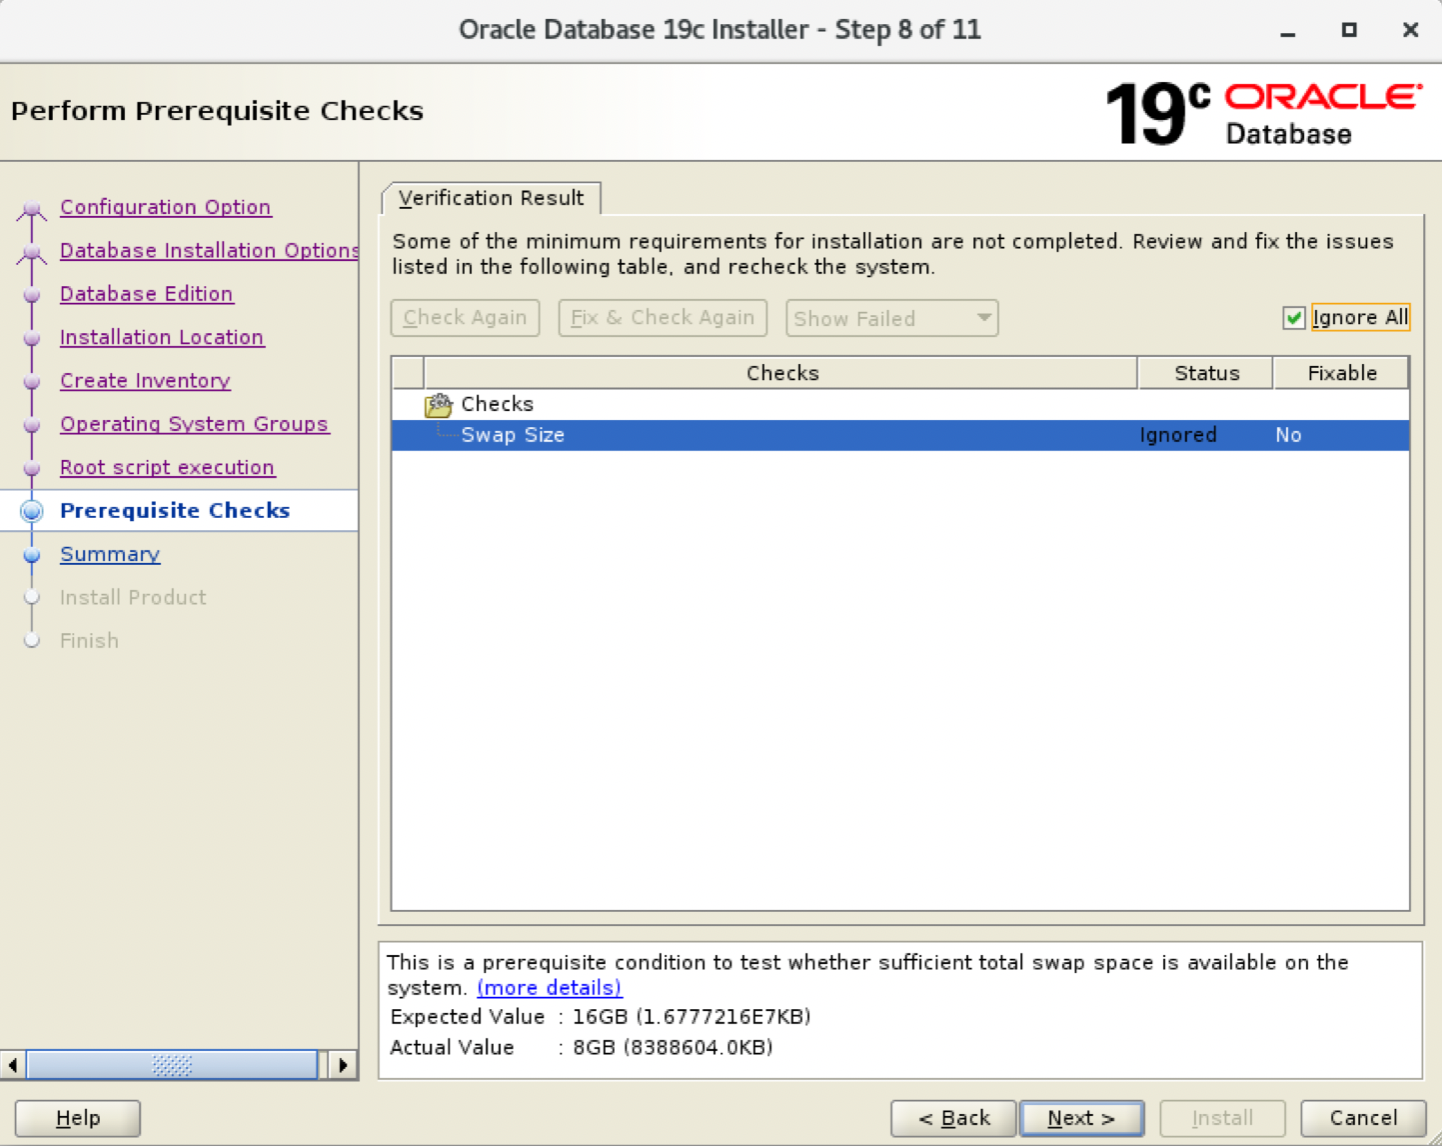 Oracle Database 19c Installer - Step 8 of 11
Perform Prerequisite Checks
19c ORACLE
Database
Configuration Option
Database Installation Options
Database Edition
Installation Location
Create Inventory
Operating System Groups
Root script execution
Prerequisite Checks
Summary
Install Product
Finish
Verification Result
Some of the minimum requirements for installation are not completed. Review and fix the issues
listed in the following table, and recheck the system.
Check Again Fix & Check Again Show Failed Ignore All
Checks Status Fixable
Checks
Swap Size Ignored No
This is a prerequisite condition to test whether sufficient total swap space is available on the
system. (more details)
Expected Value : 16GB (1.6777216E7KB)
Actual Value : 8GB (8388604.0KB)
Help < Back Next > Install Cancel